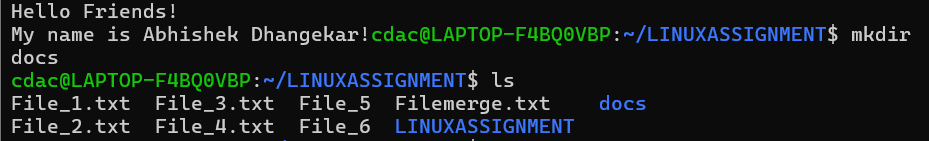 Hello Friends!
My name is Abhishek Dhangekar!cdac@LAPTOP-F4BQ0VBP:~/LINUXASSIGNMENT$ mkdir
docs
cdac@LAPTOP-F4BQ0VBP:~/LINUXASSIGNMENT$ ls
File_1.txt  File_3.txt  File_5  Filemerge.txt    docs
File_2.txt  File_4.txt  File_6  LINUXASSIGNMENT